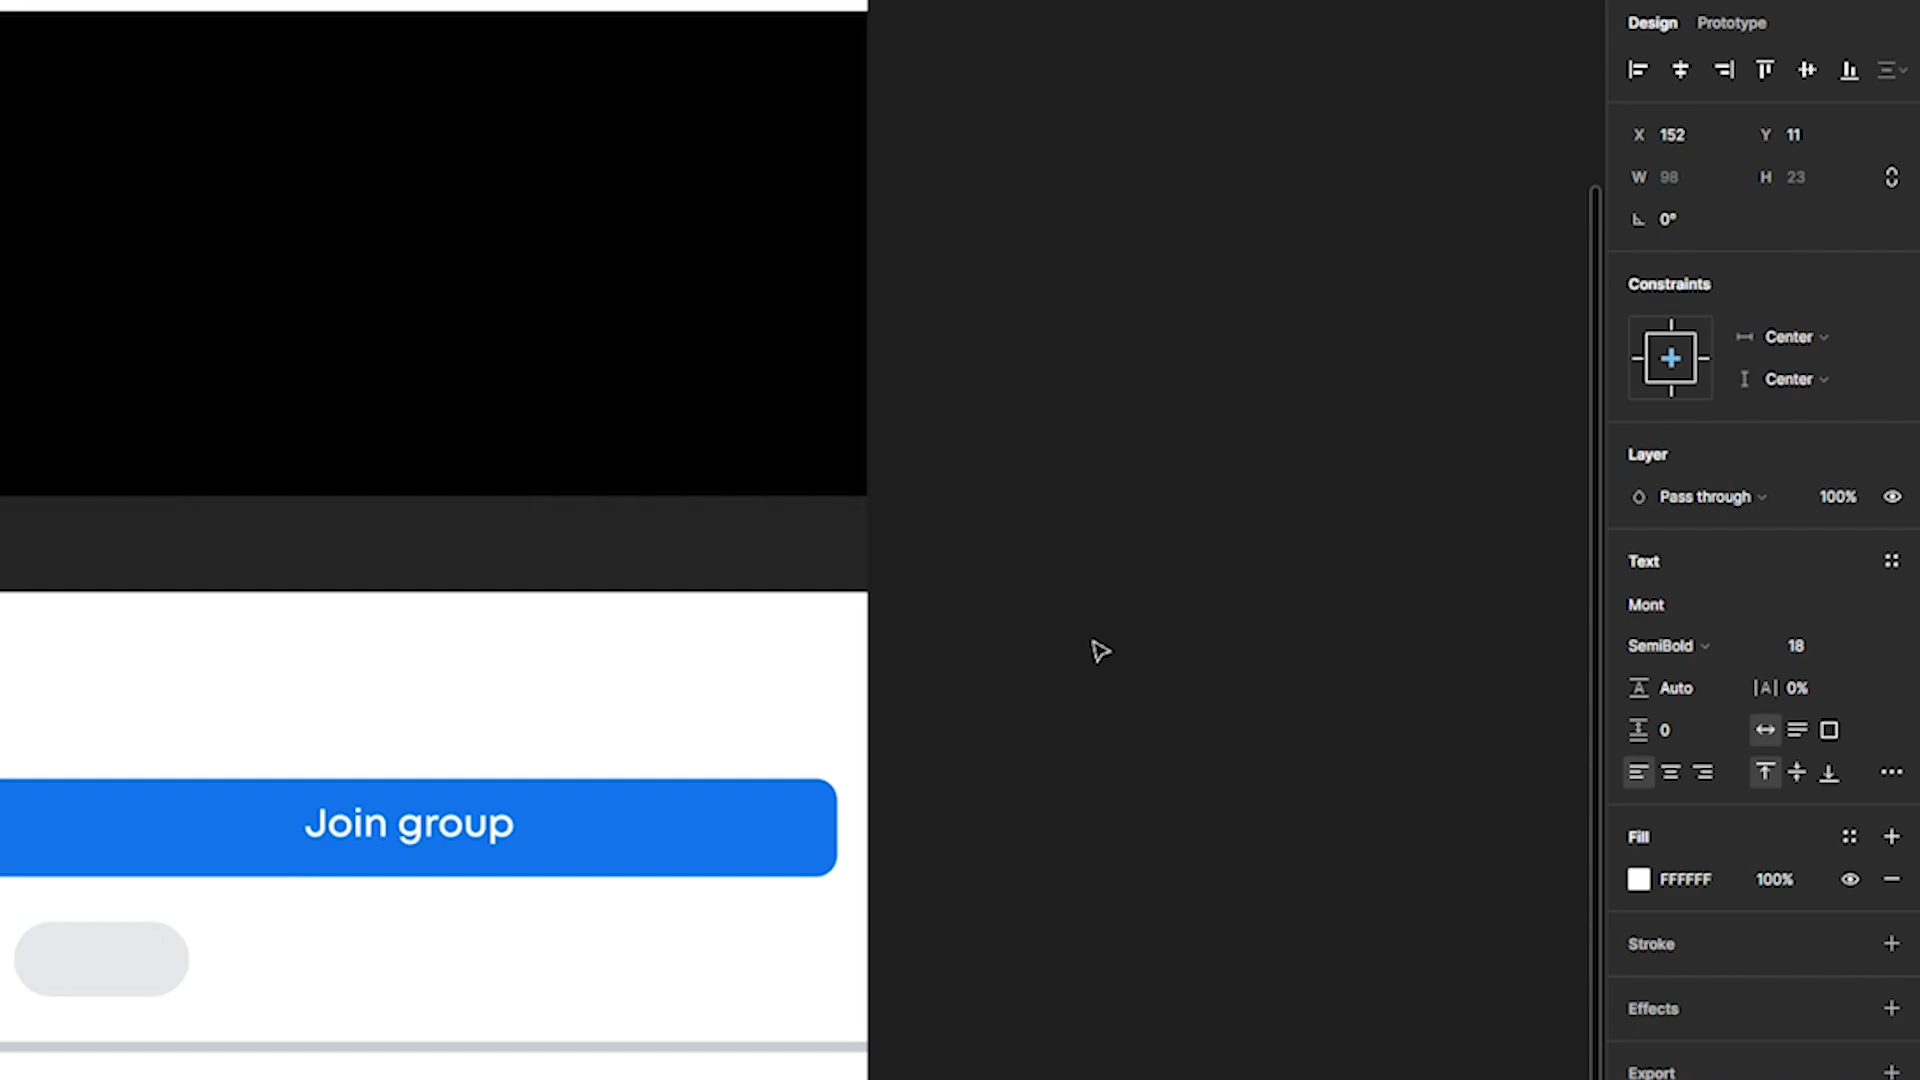 Design Prototype
X 152 Y 11
W 98 H 23
0°
Constraints
Center
Center
Layer
Pass through 100%
Text
Mont
SemiBold 18
A Auto |A| 0%
0
Join group
Fill
FFFFFF 100%
Stroke
Effects
Export